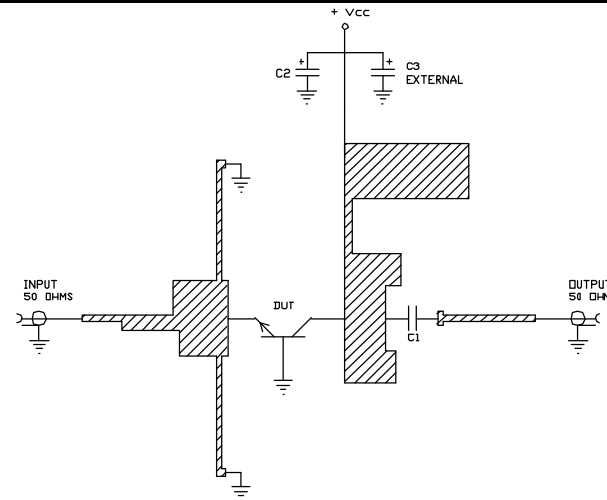 + Vcc
C2
+
+
C3
EXTERNAL
INPUT
50 OHMS
DUT
C1
OUTPUT
50 OHM